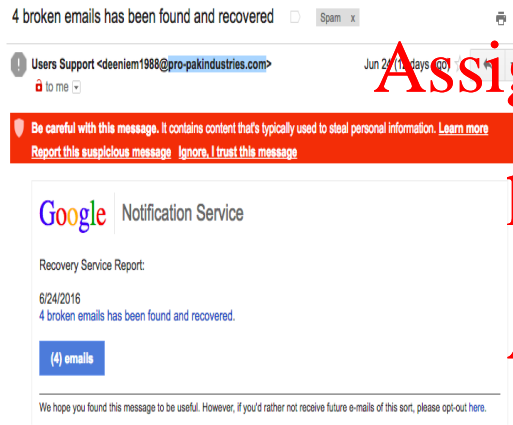 4 broken emails has been found and recovered Spam x
Users Support <deeniem1988@pro-pakindustries.com> Jun 24 (12 days ago)
to me
Assig
Be careful with this message. It contains content that's typically used to steal personal information. Learn more
Report this suspicious message Ignore, I trust this message
Google Notification Service
Recovery Service Report:
6/24/2016
4 broken emails has been found and recovered.
(4) emails
We hope you found this message to be useful. However, if you'd rather not receive future e-mails of this sort, please opt-out here.